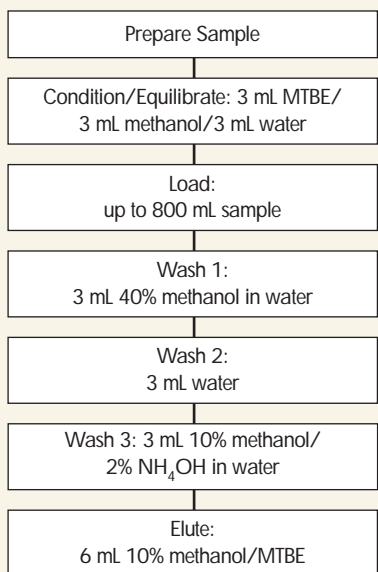 Prepare Sample
Condition/Equilibrate: 3 mL MTBE/
3 mL methanol/3 mL water
Load:
up to 800 mL sample
Wash 1:
3 mL 40% methanol in water
Wash 2:
3 mL water
Wash 3: 3 mL 10% methanol/
2% NH₄OH in water
Elute:
6 mL 10% methanol/MTBE